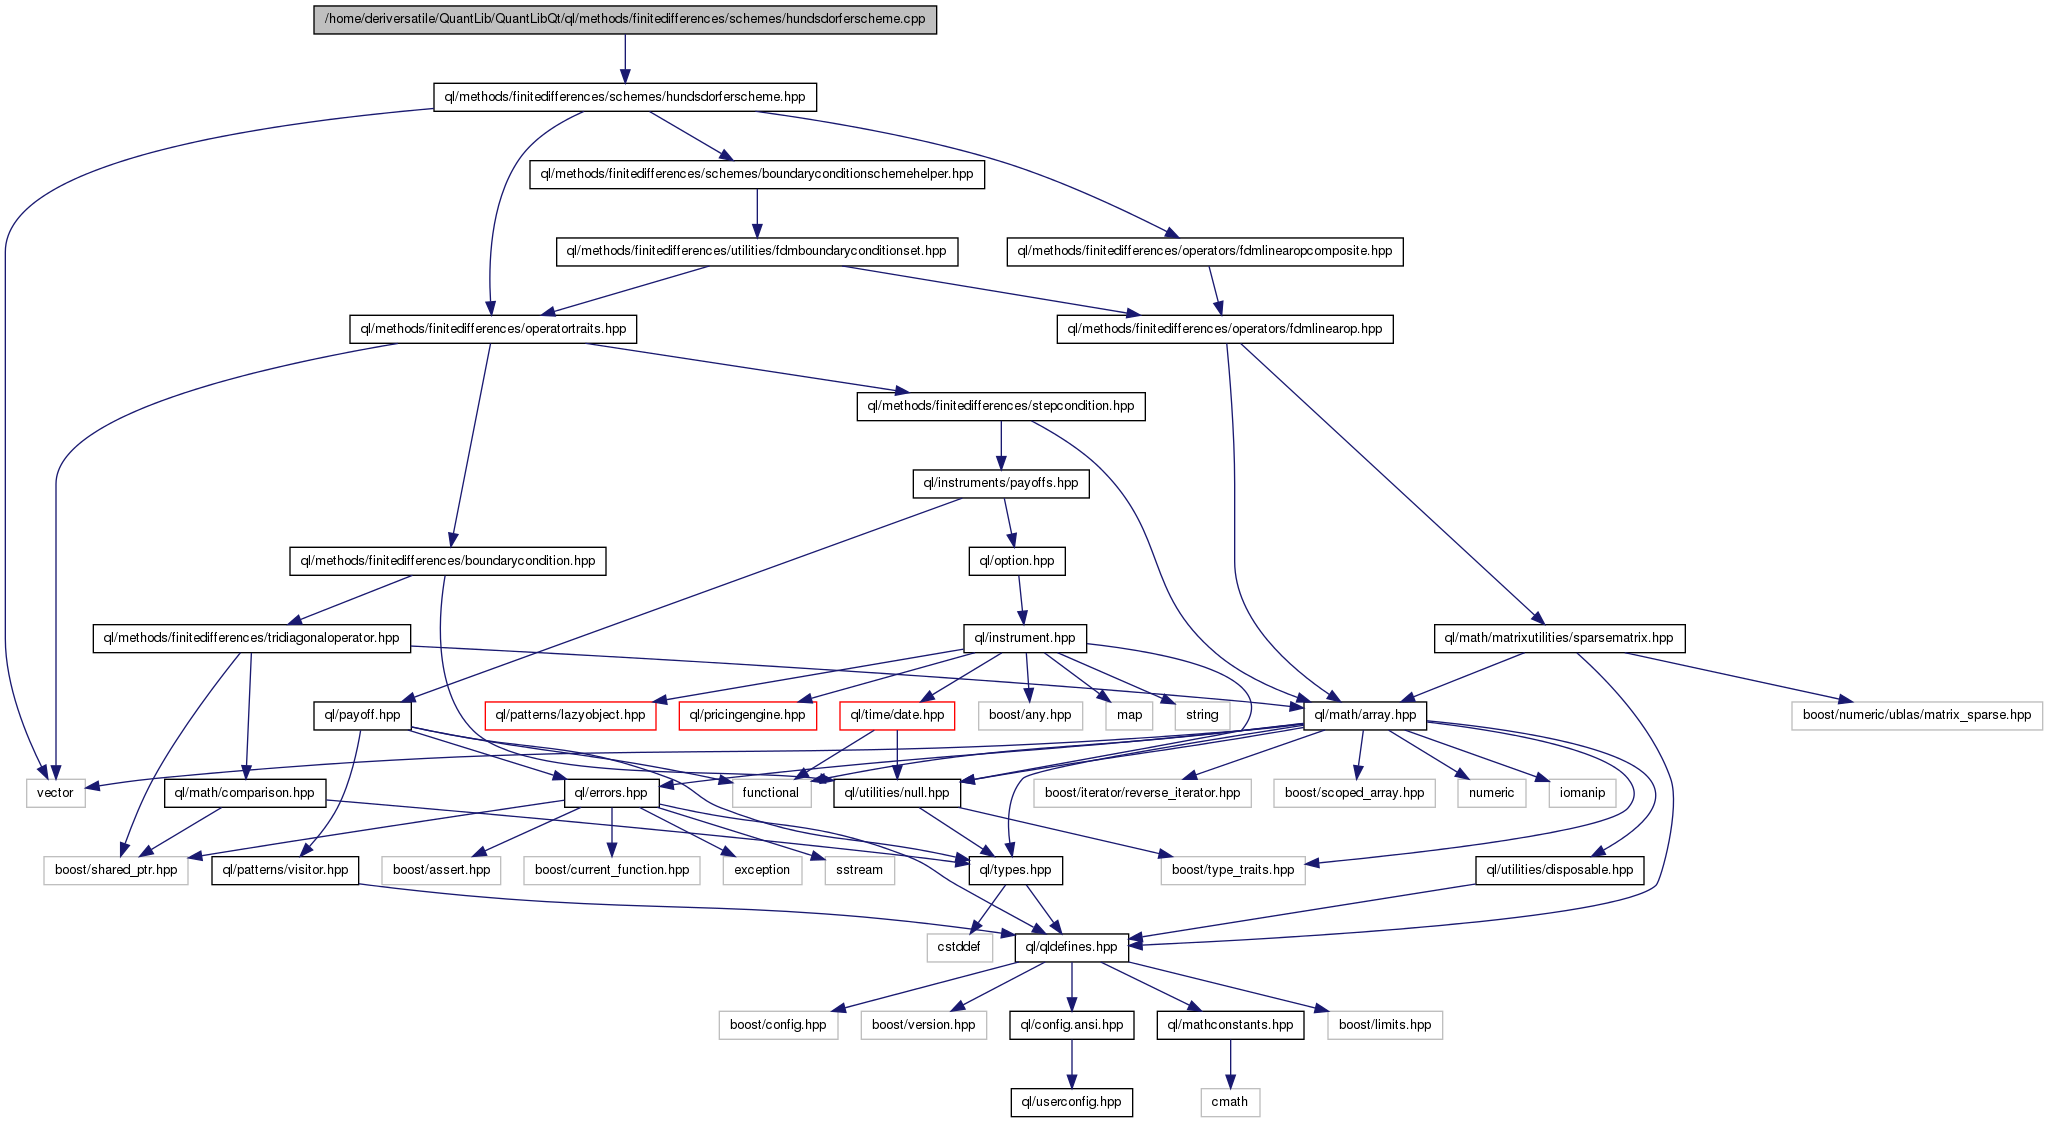 /home/deriversatile/QuantLib/QuantLibQt/ql/methods/finitedifferences/schemes/hundsdorferscheme.cpp
ql/methods/finitedifferences/schemes/hundsdorferscheme.hpp
ql/methods/finitedifferences/schemes/boundaryconditionschemehelper.hpp
ql/methods/finitedifferences/utilities/fdmboundaryconditionset.hpp
ql/methods/finitedifferences/operators/fdmlinearopcomposite.hpp
ql/methods/finitedifferences/operatortraits.hpp
ql/methods/finitedifferences/operators/fdmlinearop.hpp
ql/methods/finitedifferences/stepcondition.hpp
ql/instruments/payoffs.hpp
ql/methods/finitedifferences/boundarycondition.hpp
ql/option.hpp
ql/methods/finitedifferences/tridiagonaloperator.hpp
ql/instrument.hpp
ql/math/matrixutilities/sparsematrix.hpp
ql/payoff.hpp
ql/patterns/lazyobject.hpp
ql/pricingengine.hpp
ql/time/date.hpp
boost/any.hpp
map
string
ql/math/array.hpp
boost/numeric/ublas/matrix_sparse.hpp
vector
ql/math/comparison.hpp
ql/errors.hpp
functional
ql/utilities/null.hpp
boost/iterator/reverse_iterator.hpp
boost/scoped_array.hpp
numeric
iomanip
boost/shared_ptr.hpp
ql/patterns/visitor.hpp
boost/assert.hpp
boost/current_function.hpp
exception
sstream
ql/types.hpp
boost/type_traits.hpp
ql/utilities/disposable.hpp
cstddef
ql/qldefines.hpp
boost/config.hpp
boost/version.hpp
ql/config.ansi.hpp
ql/mathconstants.hpp
boost/limits.hpp
ql/userconfig.hpp
cmath